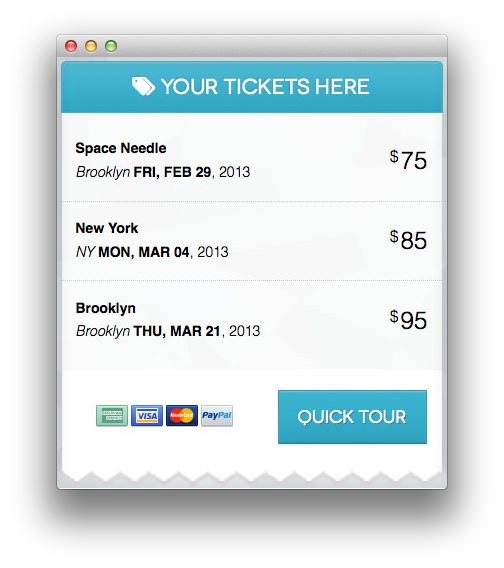 YOUR TICKETS HERE
Space Needle
Brooklyn FRI, FEB 29, 2013
$75
New York
NY MON, MAR 04, 2013
$85
Brooklyn
Brooklyn THU, MAR 21, 2013
$95
VISA MasterCard PayPal
QUICK TOUR